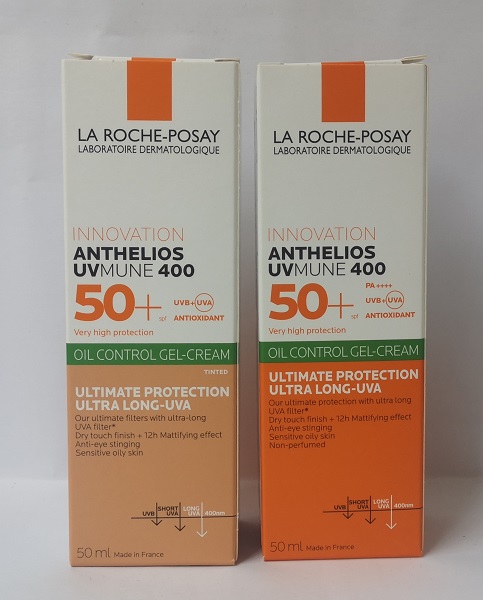 LA ROCHE-POSAY
LABORATOIRE DERMATOLOGIQUE
INNOVATION
ANTHELIOS
UVMUNE 400
50+
spf
UVB+UVA
ANTIOXIDANT
Very high protection
OIL CONTROL GEL-CREAM
TINTED
ULTIMATE PROTECTION
ULTRA LONG-UVA
Our ultimate filters with ultra-long
UVA filter*
Dry touch finish + 12h Mattifying effect
Anti-eye stinging
Sensitive oily skin
UVB
SHORT
UVA
LONG
UVA
400nm
50 ml Made in France
LA ROCHE-POSAY
LABORATOIRE DERMATOLOGIQUE
INNOVATION
ANTHELIOS
UVMUNE 400
50+
spf
PA ++++
UVB+UVA
ANTIOXIDANT
Very high protection
OIL CONTROL GEL-CREAM
ULTIMATE PROTECTION
ULTRA LONG-UVA
Our ultimate protection with ultra long
UVA filter*
Dry touch finish + 12H Mattifying effect
Anti-eye stinging
Sensitive oily skin
Non-perfumed
UVB
SHORT
UVA
LONG
UVA
400nm
50 ml Made in France